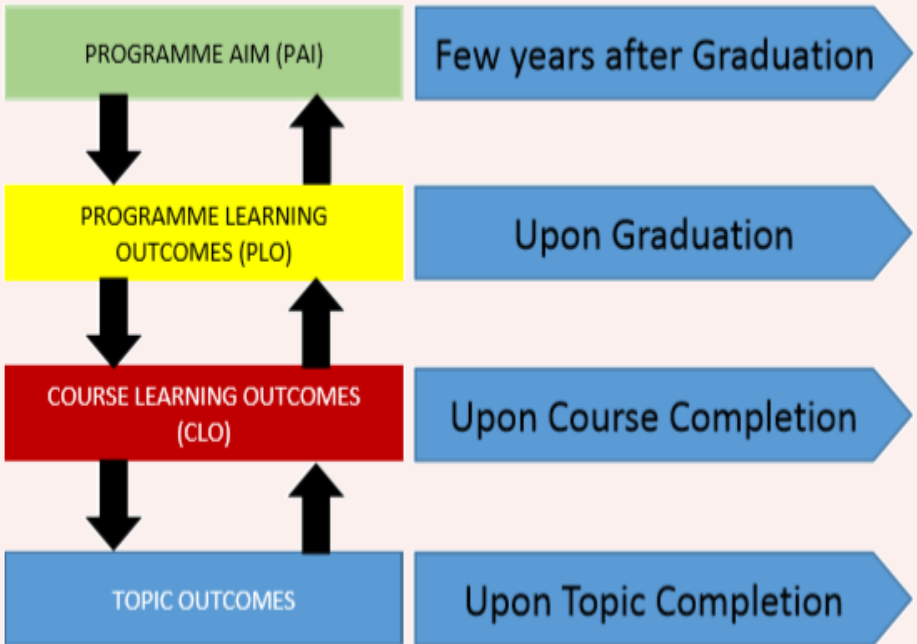 PROGRAMME AIM (PAI)
Few years after Graduation
PROGRAMME LEARNING
OUTCOMES (PLO)
Upon Graduation
COURSE LEARNING OUTCOMES
(CLO)
Upon Course Completion
TOPIC OUTCOMES
Upon Topic Completion